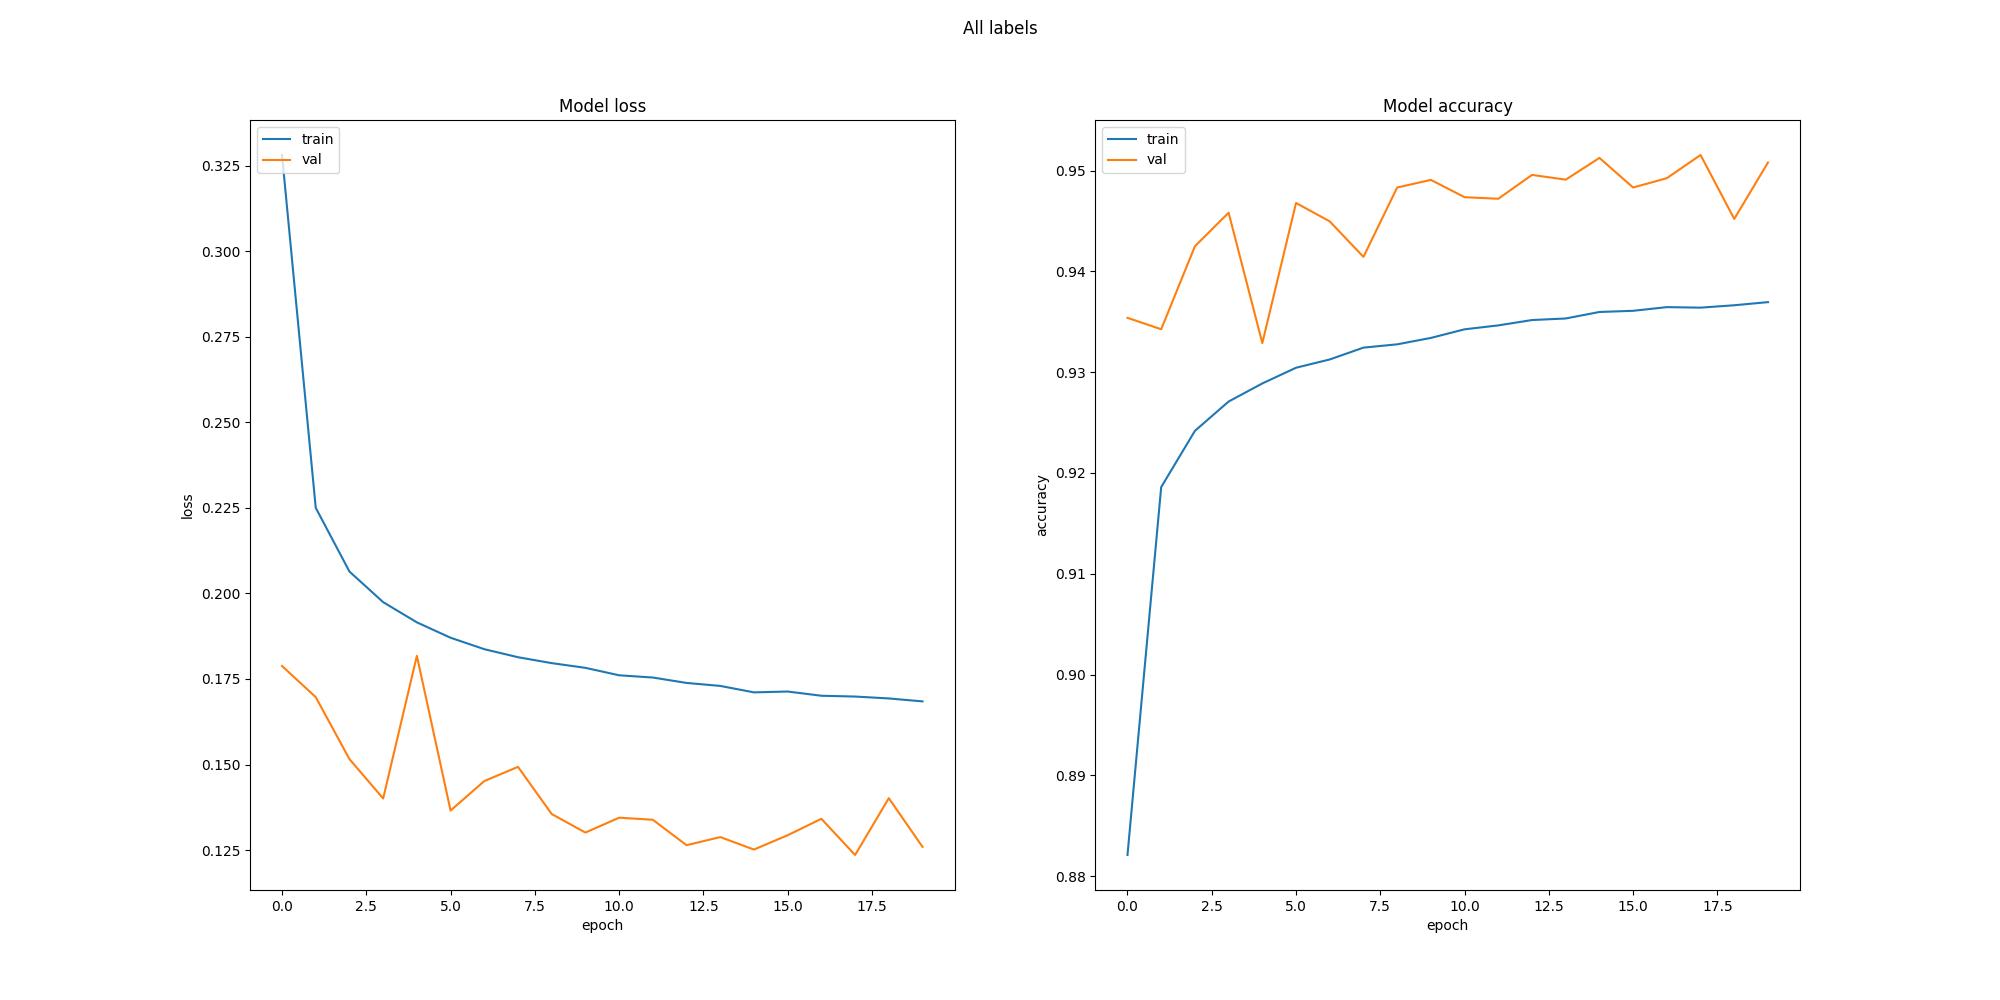 All labels
Model loss
train
val
0.325
0.300
0.275
0.250
0.225
0.200
0.175
0.150
0.125
loss
0.0 2.5 5.0 7.5 10.0 12.5 15.0 17.5
epoch
Model accuracy
train
val
0.95
0.94
0.93
0.92
0.91
0.90
0.89
0.88
accuracy
0.0 2.5 5.0 7.5 10.0 12.5 15.0 17.5
epoch